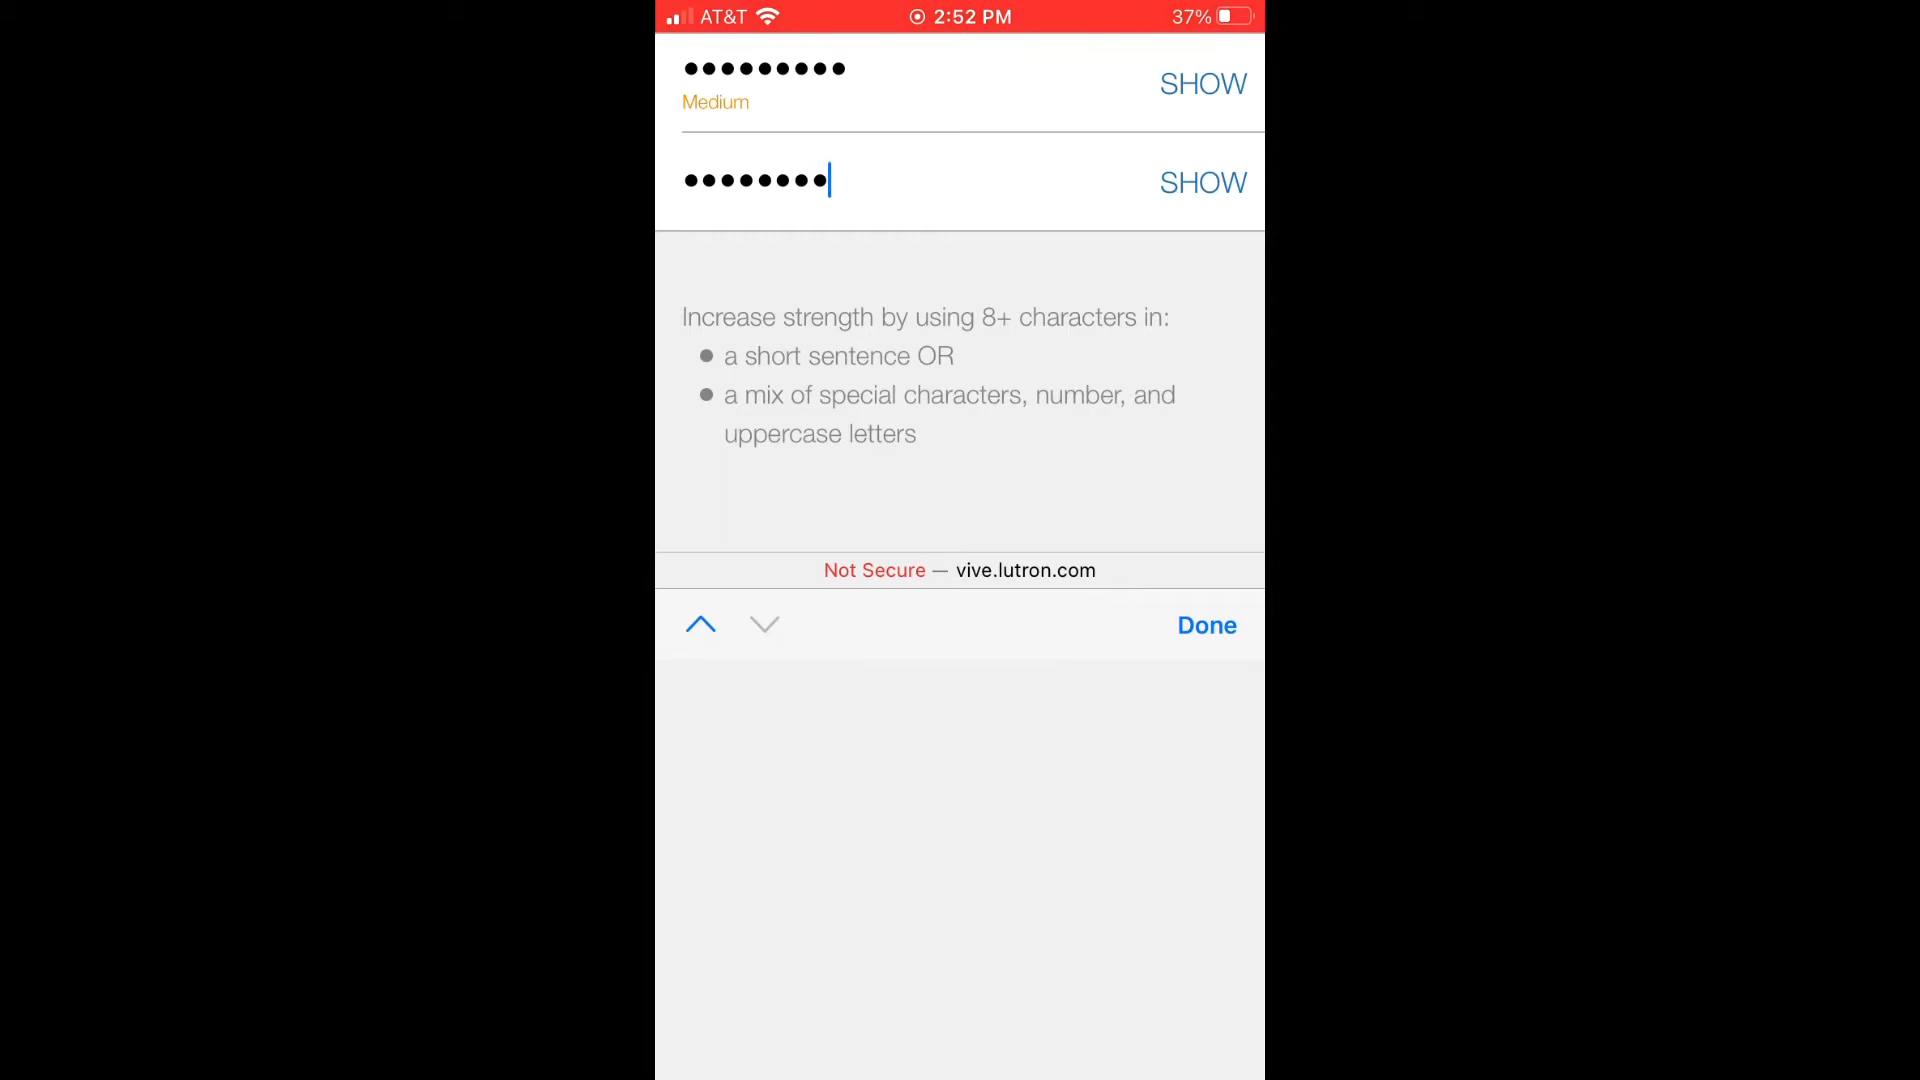 AT&T 2:52 PM 37%
•••••••••
Medium
SHOW
••••••••
SHOW
Increase strength by using 8+ characters in:
● a short sentence OR
● a mix of special characters, number, and
uppercase letters
Not Secure — vive.lutron.com
Done